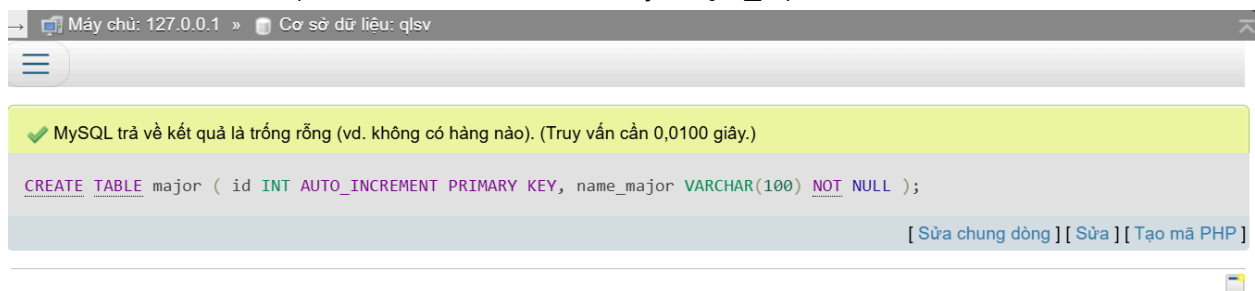 Máy chủ: 127.0.0.1 » Cơ sở dữ liệu: qlsv
MySQL trả về kết quả là trống rỗng (vd. không có hàng nào). (Truy vấn cần 0,0100 giây.)
CREATE TABLE major ( id INT AUTO_INCREMENT PRIMARY KEY, name_major VARCHAR(100) NOT NULL );
[ Sửa chung dòng ] [ Sửa ] [ Tạo mã PHP ]